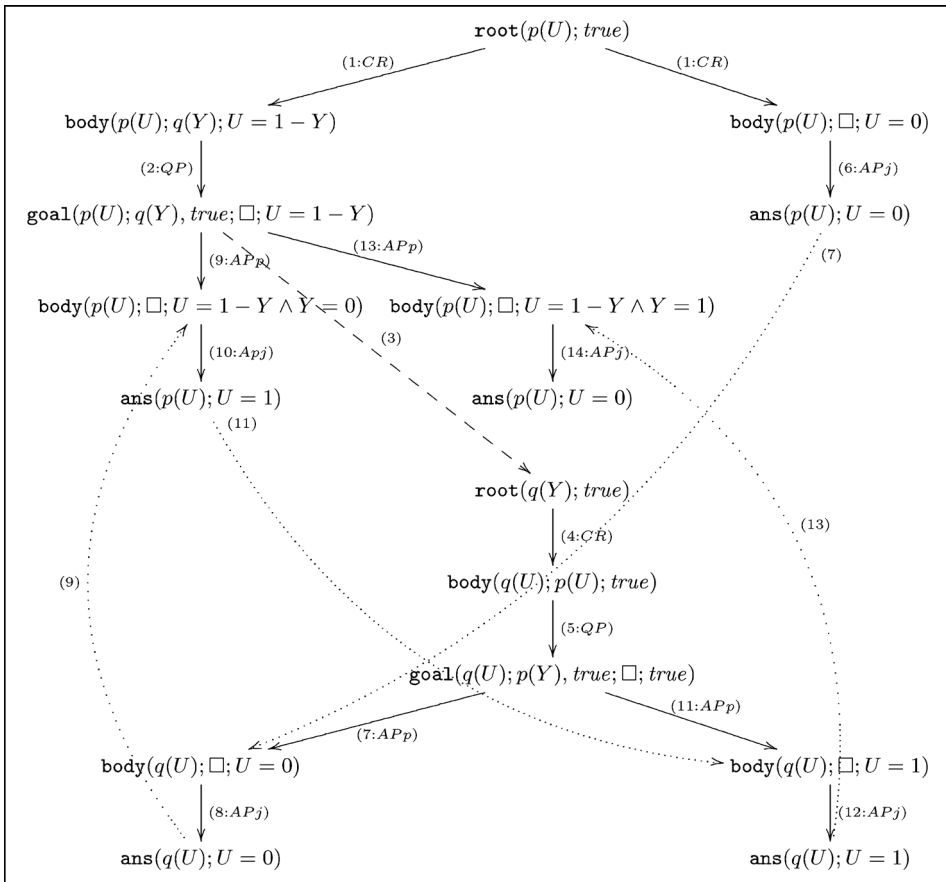 root(p(U); true)
(1:CR) (1:CR)
body(p(U); q(Y); U = 1 − Y) body(p(U); □; U = 0)
(2:QP) (6:APj)
goal(p(U); q(Y), true; □; U = 1 − Y) ans(p(U); U = 0)
(13:APp) (7)
(9:APp)
body(p(U); □; U = 1 − Y ∧ Y = 0) body(p(U); □; U = 1 − Y ∧ Y = 1)
(3)
(10:Apj) (14:APj)
ans(p(U); U = 1) ans(p(U); U = 0)
(11)
root(q(Y); true)
(13)
(4:CR)
(9) body(q(U); p(U); true)
(5:QP)
goal(q(U); p(Y), true; □; true)
(7:APp) (11:APp)
body(q(U); □; U = 0) body(q(U); □; U = 1)
(8:APj) (12:APj)
ans(q(U); U = 0) ans(q(U); U = 1)